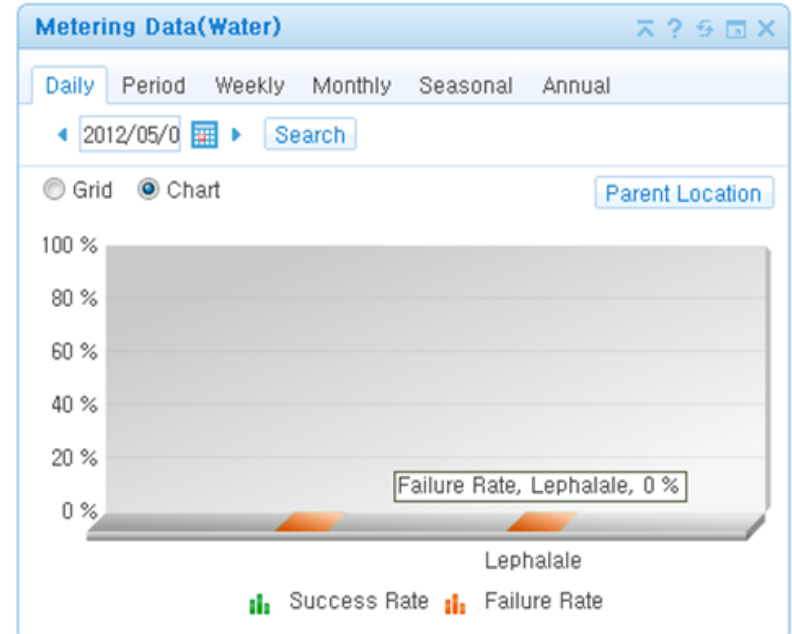 Metering Data(Water)
Daily Period Weekly Monthly Seasonal Annual
2012/05/0 Search
Grid Chart Parent Location
100 %
80 %
60 %
40 %
20 %
Failure Rate, Lephalale, 0 %
0 %
Lephalale
Success Rate Failure Rate